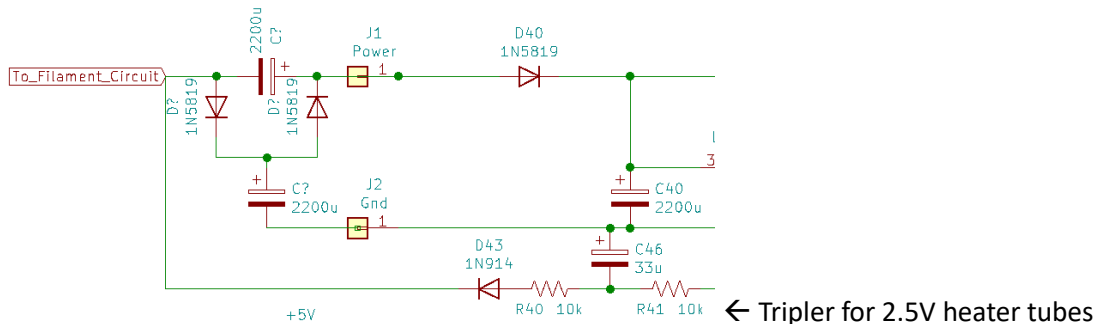 2200u
C?
J1
Power
1
D40
1N5819
To_Filament_Circuit
D?
1N5819
D?
1N5819
3
C?
2200u
J2
Gnd
1
C40
2200u
D43
1N914
C46
33u
+5V
R40 10k
R41 10k
← Tripler for 2.5V heater tubes